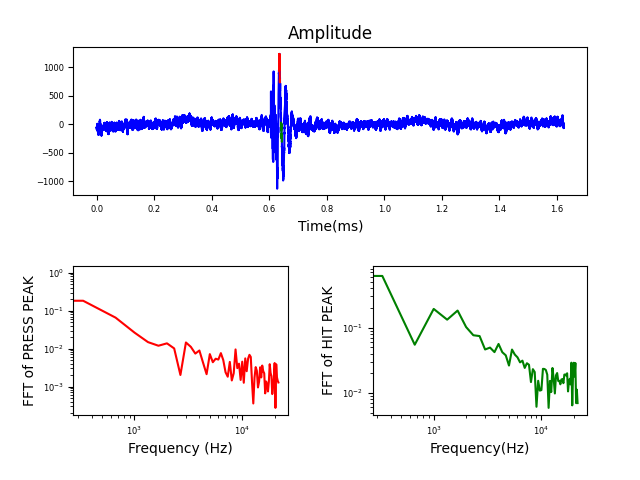 Amplitude
1000
500
0
−500
−1000
0.0 0.2 0.4 0.6 0.8 1.0 1.2 1.4 1.6
Time(ms)
FFT of PRESS PEAK
10⁰
10⁻¹
10⁻²
10⁻³
10³ 10⁴
Frequency (Hz)
FFT of HIT PEAK
10⁻¹
10⁻²
10³ 10⁴
Frequency(Hz)